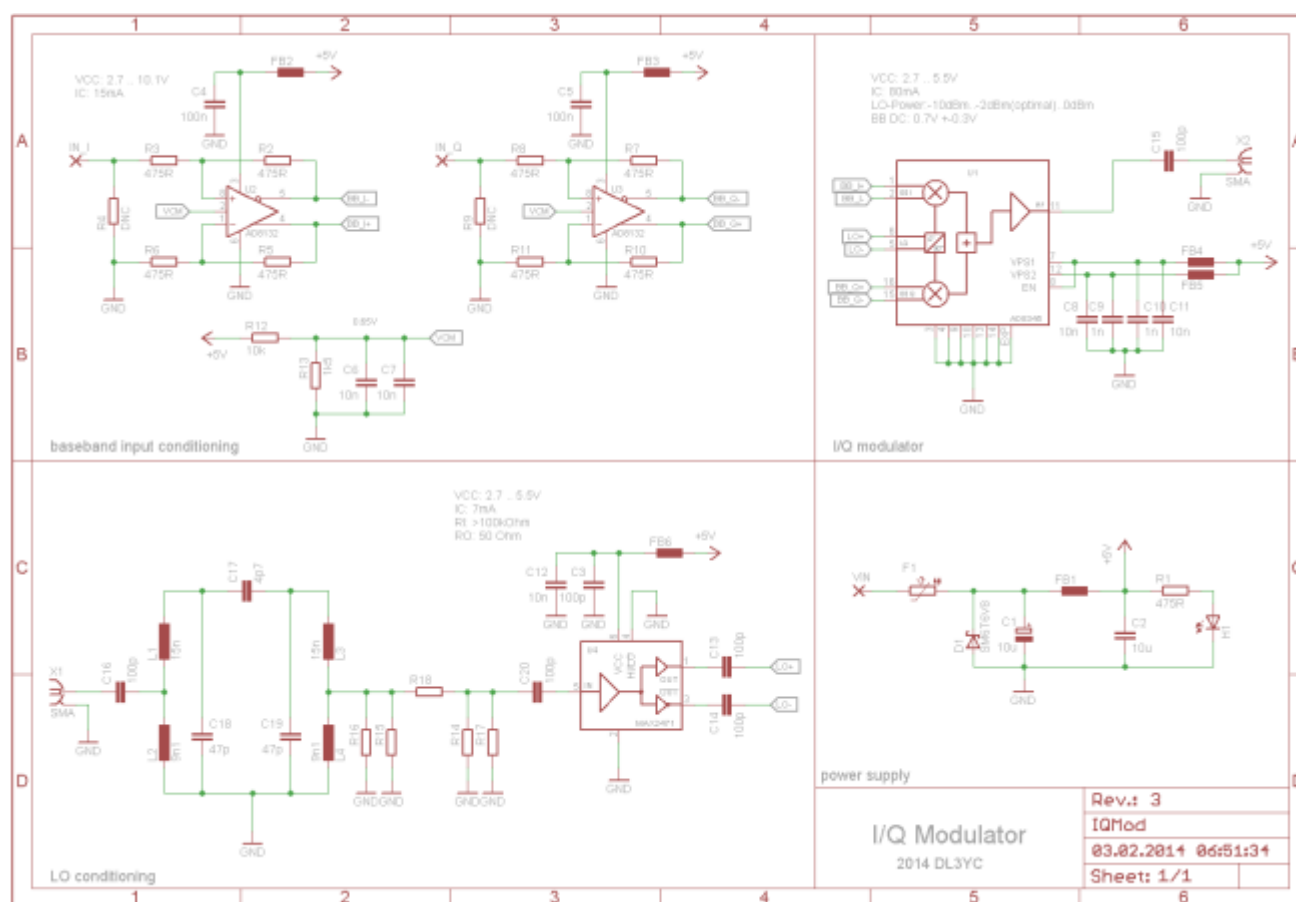 1 2 3 4 5 6
A
B
C
D
VCC: 2.7 .. 10.1V
IC: 15mA
FB2
+5V
C4
100n
GND
IN_I
R3
475R
R2
475R
R4
DNC
VCM
U2
AD8132
BB_I-
BB_I+
R6
475R
R5
475R
GND
GND
FB3
+5V
C5
100n
GND
IN_Q
R8
475R
R7
475R
R9
DNC
VCM
U3
AD8132
BB_Q-
BB_Q+
R11
475R
R10
475R
GND
GND
+5V
R12
10k
0.65V
VCM
R13
1k5
C6
10n
C7
10n
GND
baseband input conditioning
VCC: 2.7 .. 5.5V
IC: 80mA
LO-Power:-10dBm..-2dBm(optimal)..0dBm
BB DC: 0.7V +-0.3V
U1
C15
100p
X2
SMA
GND
BB_I+
BB_I-
LO+
LO-
BB_Q+
BB_Q-
VPS1
VPS2
EN
FB4
FB5
+5V
C8
10n
C9
1n
C10
1n
C11
10n
GND
GND
I/Q modulator
VCC: 2.7 .. 5.5V
IC: 7mA
RI: >100kOhm
RO: 50 Ohm
FB6
+5V
C12
10n
C3
100p
GND
GND
GND
X1
SMA
GND
C16
100p
L1
15n
L2
9n1
C17
4p7
C18
47p
C19
47p
L3
15n
L4
9n1
GND
R16
R15
R18
R14
R17
GND
GND
GND
GND
C20
100p
U4
IN
VCC
OUT
OUT
MAX2471
GND
C13
100p
C14
100p
LO+
LO-
LO conditioning
VIN
F1
D1
SM6T6V8
C1
10u
FB1
+5V
C2
10u
R1
475R
H1
GND
power supply
I/Q Modulator
2014 DL3YC
Rev.: 3
IQMod
03.02.2014 06:51:34
Sheet: 1/1